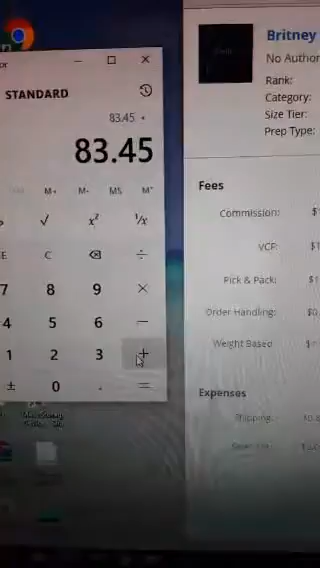 STANDARD
83.45 +
83.45
M+ M- MS M˅
√ x² ¹/x
C ÷
7 8 9 ×
4 5 6 −
1 2 3 +
± 0 . =
Britney
No Author
Rank:
Category:
Size Tier:
Prep Type:
Fees
Commission: $
VCF: $
Pick & Pack: $
Order Handling: $0
Weight Based: $
Expenses
Shipping: